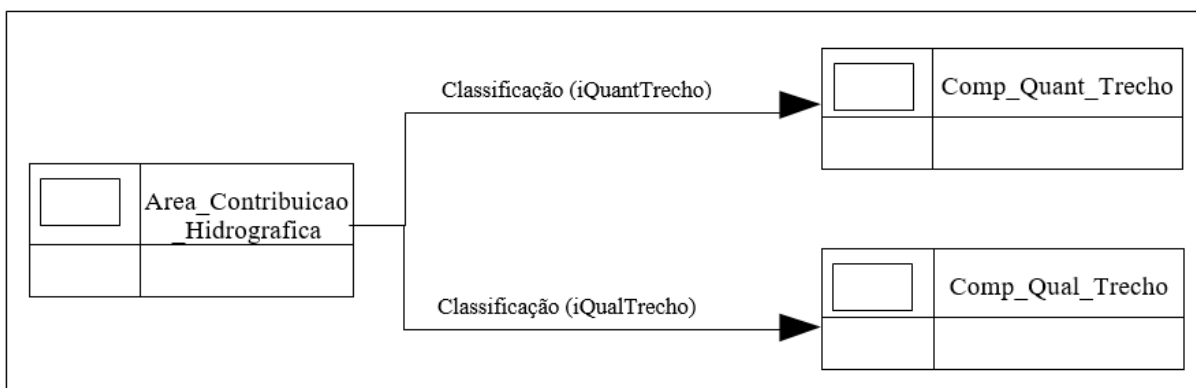 Classificação (iQuantTrecho)
Comp_Quant_Trecho
Area_Contribuicao
_Hidrografica
Classificação (iQualTrecho)
Comp_Qual_Trecho